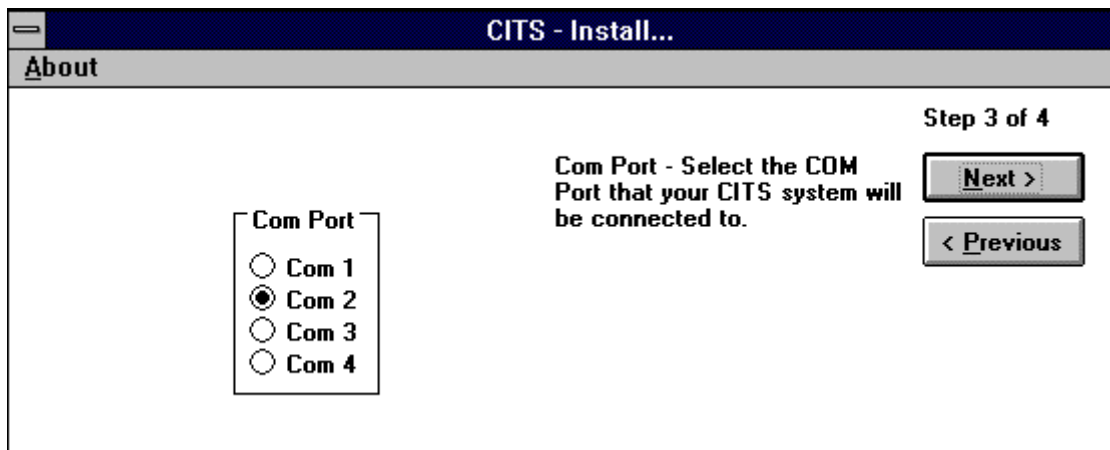 CITS - Install...
About
Step 3 of 4
Com Port - Select the COM
Port that your CITS system will
be connected to.
Next >
< Previous
Com Port
Com 1
Com 2
Com 3
Com 4